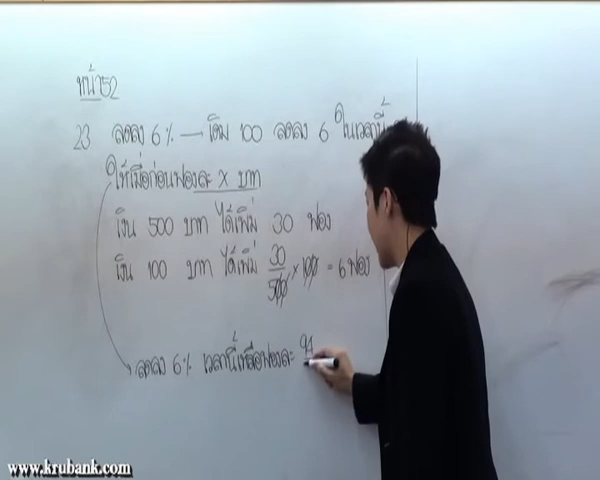 หน้า 52
23 ลดลง 6% — เดิม 100 ลดลง 6 ในเวลานี้
ให้เมื่อก่อนฟองละ x บาท
เงิน 500 บาท ได้เพิ่ม 30 ฟอง
เงิน 100 บาท ได้เพิ่ม 30/500 × 100 = 6 ฟอง
ลดลง 6% เวลานี้เหลือฟองละ 94
www.krubank.com